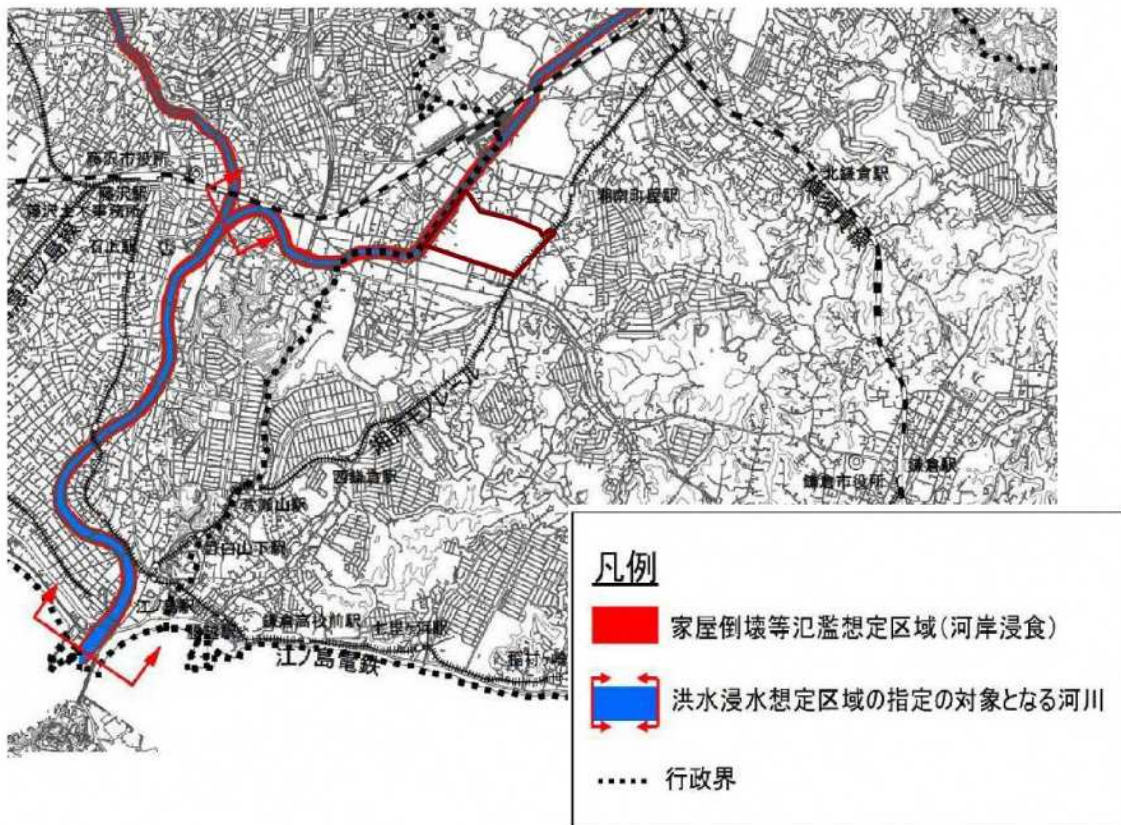 藤沢市役所
藤沢駅
藤沢土木事務所
石上駅
湘南町屋駅
北鎌倉駅
横須賀線
湘南モノレール
西鎌倉駅
片瀬山駅
目白山下駅
鎌倉市役所
鎌倉駅
江ノ島駅
鎌倉高校前駅
七里ヶ浜駅
江ノ島電鉄
凡例
家屋倒壊等氾濫想定区域(河岸浸食)
洪水浸水想定区域の指定の対象となる河川
行政界